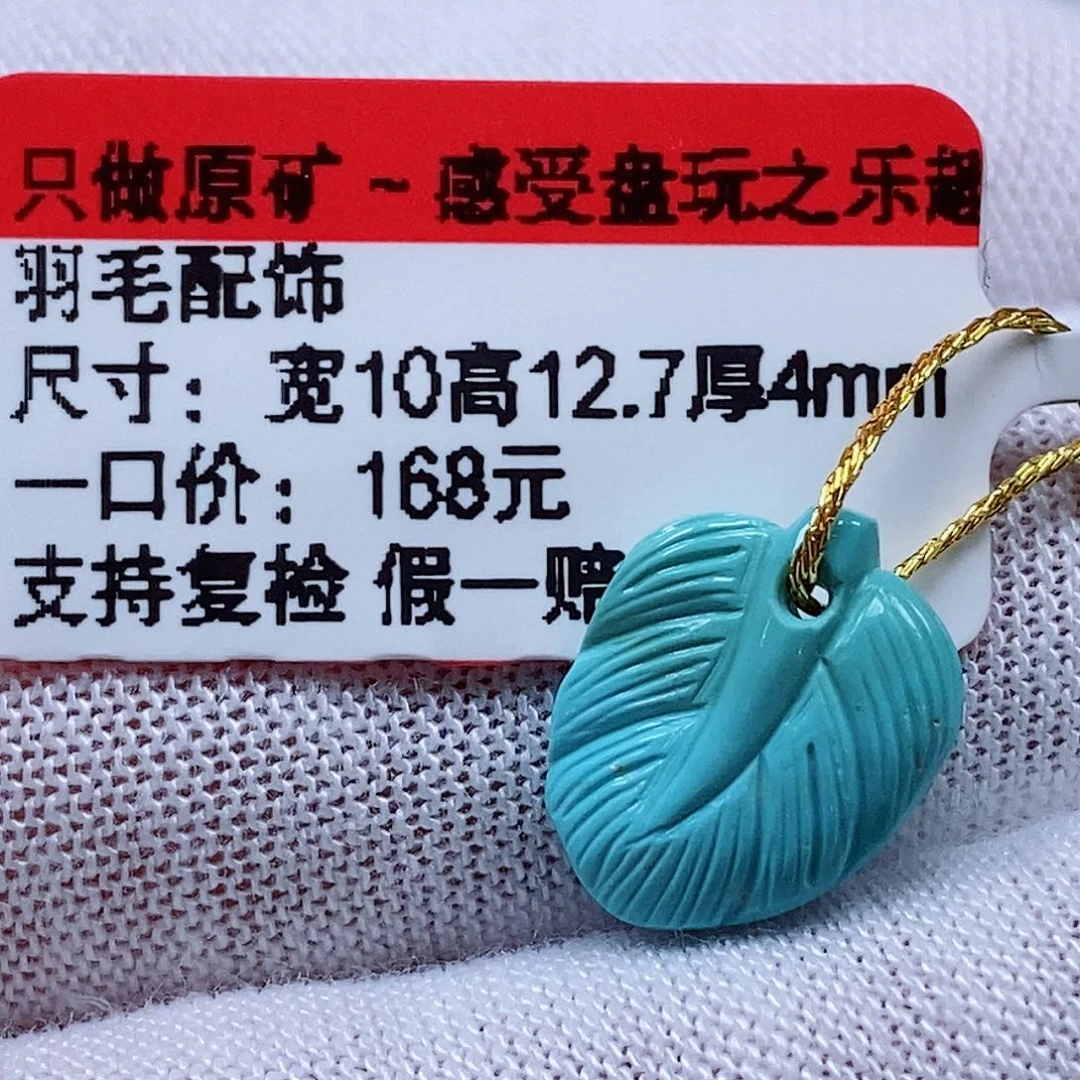 只做原矿 ~ 感受盘玩之乐趣
羽毛配饰
尺寸：宽10高12.7厚4mm
一口价：168元
支持复检 假一赔